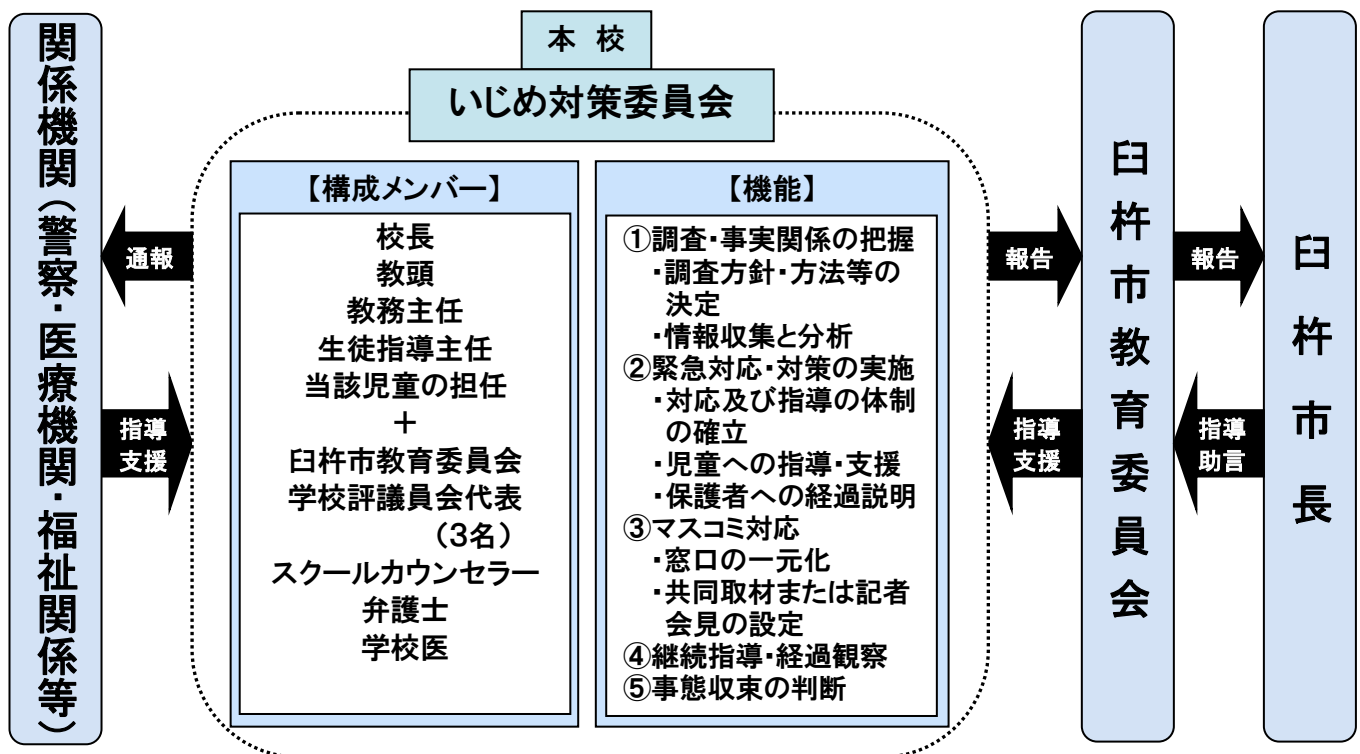 関係機関(警察・医療機関・福祉関係等)
通報
指導
支援
本 校
いじめ対策委員会
【構成メンバー】
校長
教頭
教務主任
生徒指導主任
当該児童の担任
+
臼杵市教育委員会
学校評議員会代表
(3名)
スクールカウンセラー
弁護士
学校医
【機能】
①調査・事実関係の把握
・調査方針・方法等の
決定
・情報収集と分析
②緊急対応・対策の実施
・対応及び指導の体制
の確立
・児童への指導・支援
・保護者への経過説明
③マスコミ対応
・窓口の一元化
・共同取材または記者
会見の設定
④継続指導・経過観察
⑤事態収束の判断
報告
指導
支援
臼杵市教育委員会
報告
指導
助言
臼杵市長